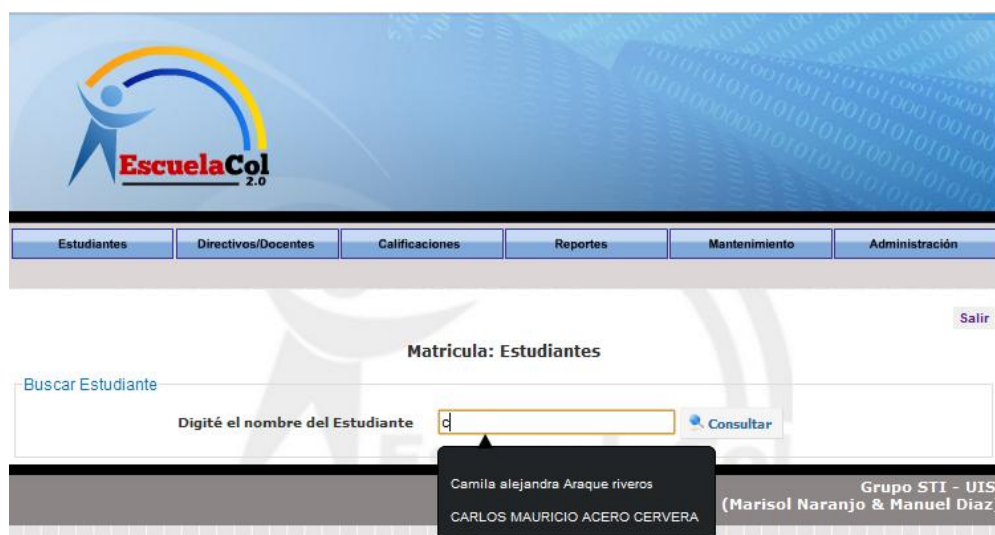 EscuelaCol
2.0
Estudiantes Directivos/Docentes Calificaciones Reportes Mantenimiento Administración
Salir
Matricula: Estudiantes
Buscar Estudiante
Digité el nombre del Estudiante c Consultar
Camila alejandra Araque riveros
CARLOS MAURICIO ACERO CERVERA
Grupo STI - UIS
(Marisol Naranjo & Manuel Diaz